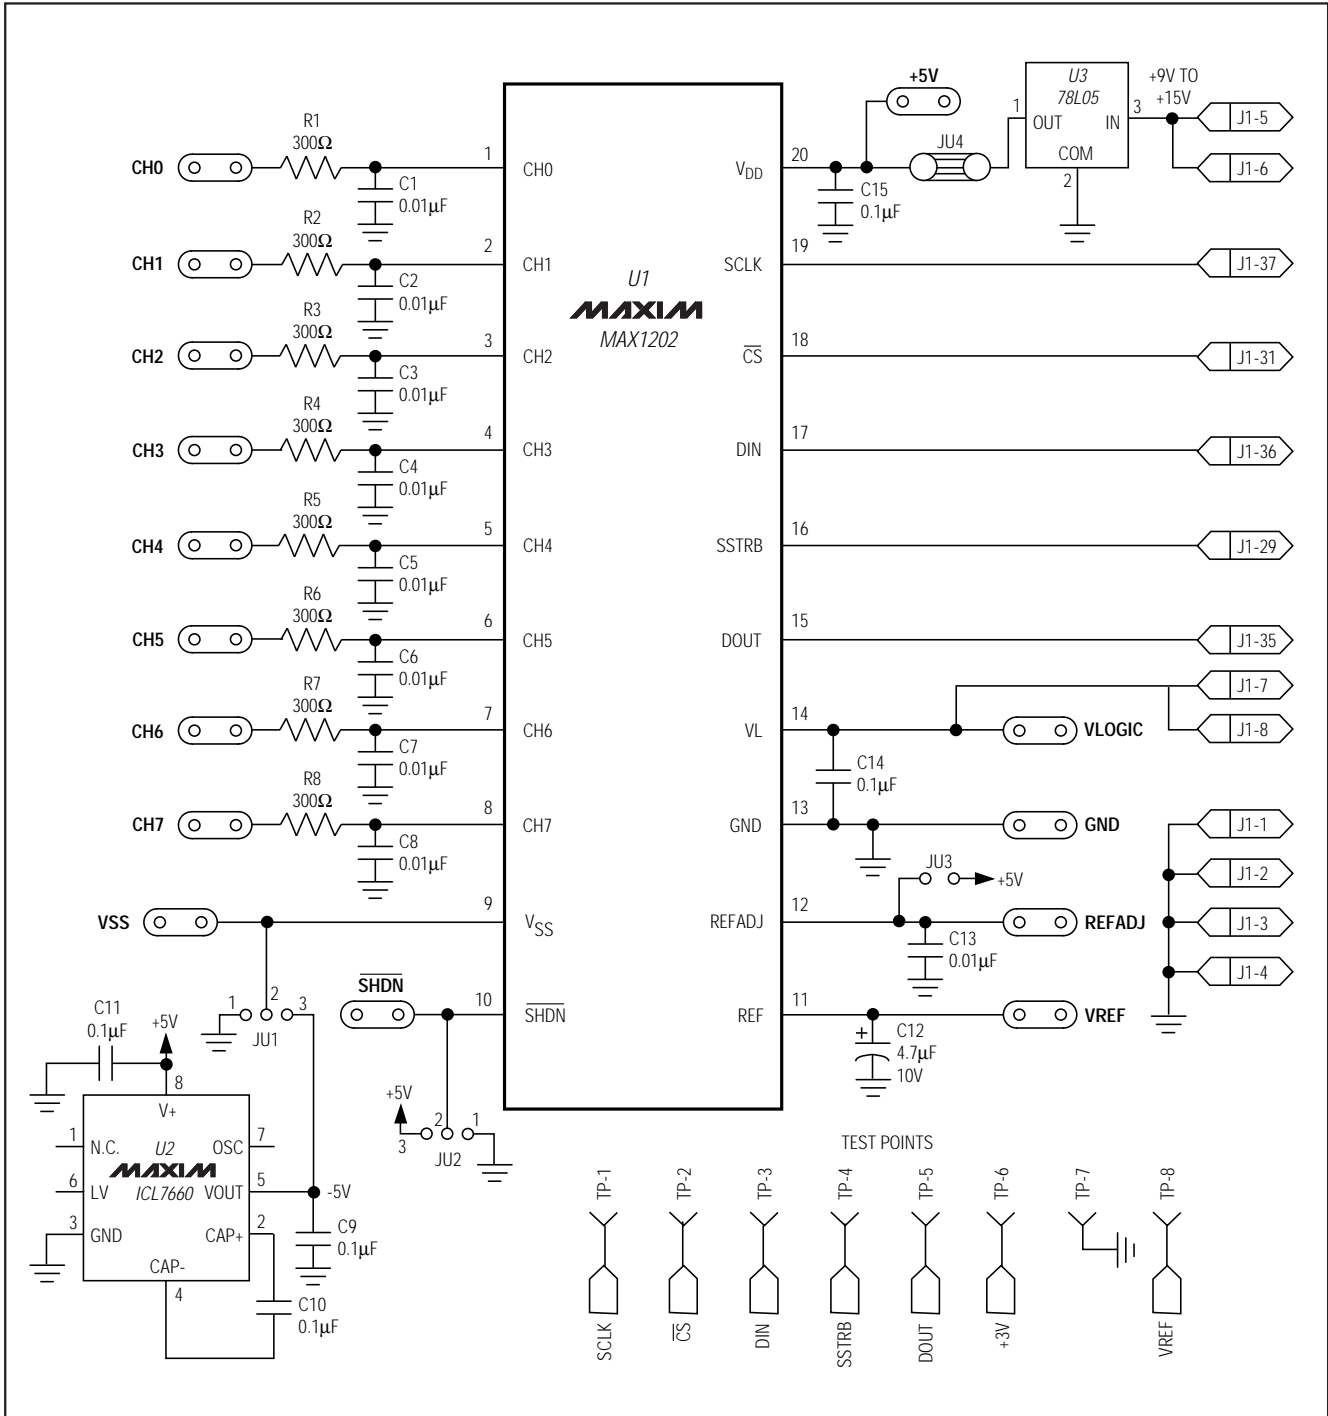 +5V
U3
78L05
1
OUT
IN
3
COM
2
+9V TO
+15V
J1-5
J1-6
JU4
20
VDD
C15
0.1µF
CH0
R1
300Ω
C1
0.01µF
1
CH0
CH1
R2
300Ω
C2
0.01µF
2
CH1
CH2
R3
300Ω
C3
0.01µF
3
CH2
CH3
R4
300Ω
C4
0.01µF
4
CH3
CH4
R5
300Ω
C5
0.01µF
5
CH4
CH5
R6
300Ω
C6
0.01µF
6
CH5
CH6
R7
300Ω
C7
0.01µF
7
CH6
CH7
R8
300Ω
C8
0.01µF
8
CH7
VSS
9
VSS
SHDN
10
SHDN
U1
MAXIM
MAX1202
SCLK
19
J1-37
CS
18
J1-31
DIN
17
J1-36
SSTRB
16
J1-29
DOUT
15
J1-35
J1-7
VL
14
VLOGIC
J1-8
C14
0.1µF
GND
13
GND
J1-1
JU3
+5V
J1-2
REFADJ
12
REFADJ
J1-3
C13
0.01µF
J1-4
REF
11
VREF
+
C12
4.7µF
10V
1
2
3
JU1
C11
0.1µF
+5V
8
V+
1
N.C.
U2
MAXIM
ICL7660
OSC
7
6
LV
VOUT
5
-5V
3
GND
CAP+
2
CAP-
4
C9
0.1µF
C10
0.1µF
+5V
3
2
1
JU2
TEST POINTS
TP-1
TP-2
TP-3
TP-4
TP-5
TP-6
TP-7
TP-8
SCLK
CS
DIN
SSTRB
DOUT
+3V
VREF